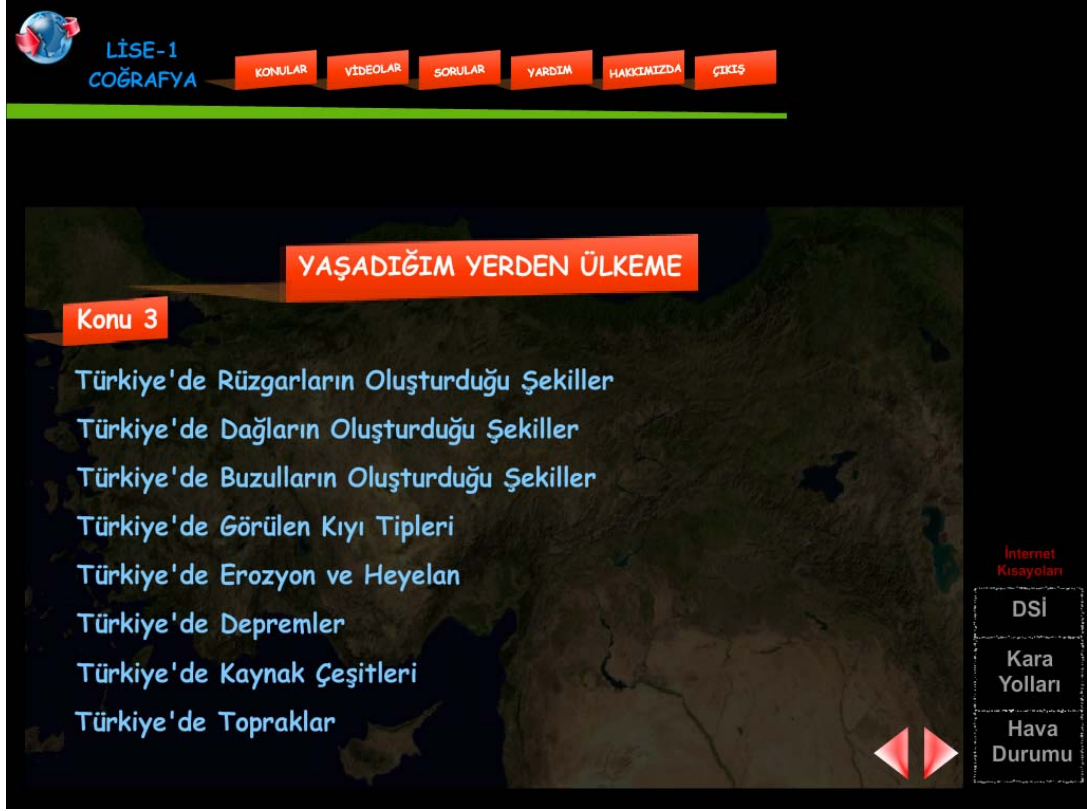 LİSE-1
COĞRAFYA
KONULAR
VİDEOLAR
SORULAR
YARDIM
HAKKIMIZDA
ÇIKIŞ
YAŞADIĞIM YERDEN ÜLKEME
Konu 3
Türkiye'de Rüzgarların Oluşturduğu Şekiller
Türkiye'de Dağların Oluşturduğu Şekiller
Türkiye'de Buzulların Oluşturduğu Şekiller
Türkiye'de Görülen Kıyı Tipleri
Türkiye'de Erozyon ve Heyelan
Türkiye'de Depremler
Türkiye'de Kaynak Çeşitleri
Türkiye'de Topraklar
İnternet
Kısayoları
DSİ
Kara
Yolları
Hava
Durumu